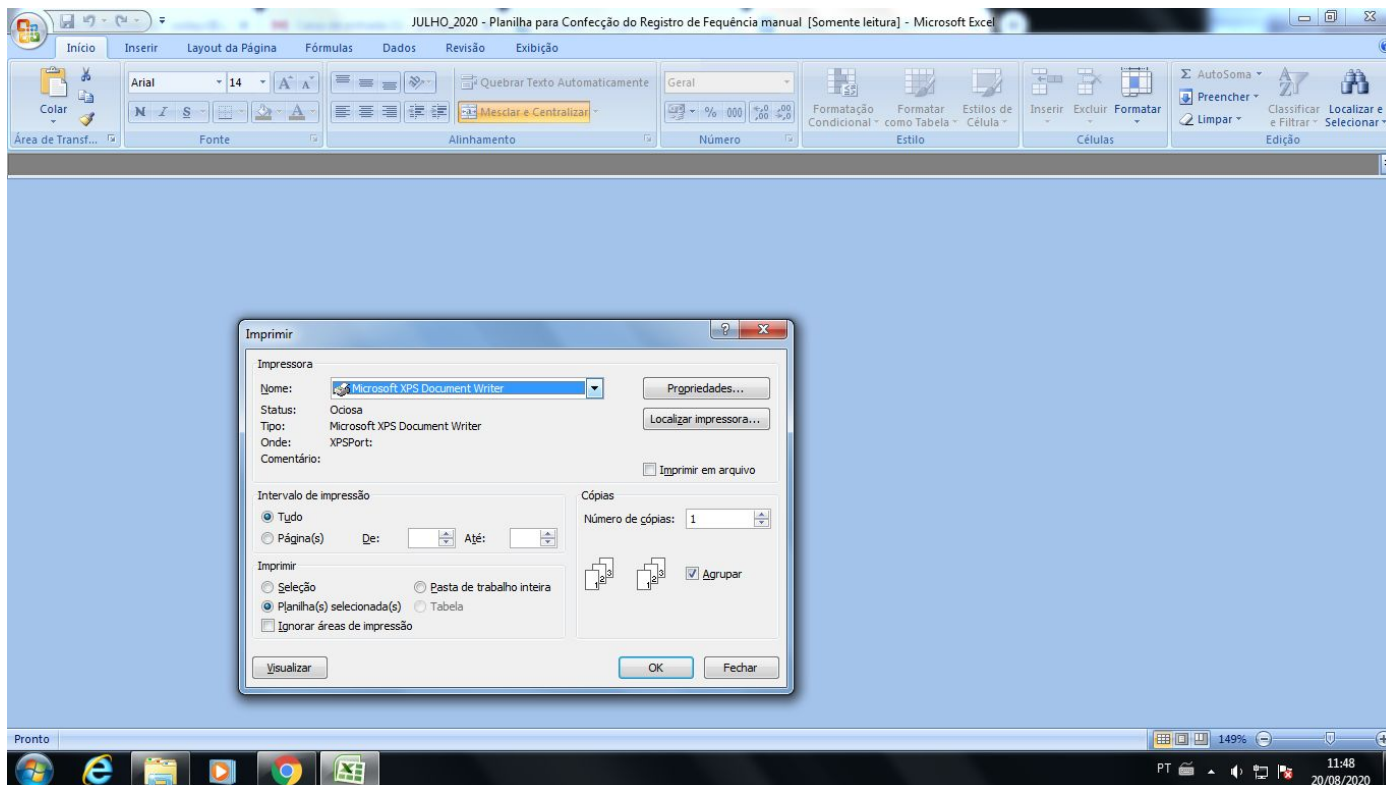 JULHO_2020 - Planilha para Confecção do Registro de Fequência manual [Somente leitura] - Microsoft Excel
Início Inserir Layout da Página Fórmulas Dados Revisão Exibição
Colar
Arial 14
N I S
Quebrar Texto Automaticamente
Mesclar e Centralizar
Geral
% 000
Formatação Condicional
Formatar como Tabela
Estilos de Célula
Inserir Excluir Formatar
AutoSoma
Preencher
Limpar
Classificar e Filtrar
Localizar e Selecionar
Área de Transf... Fonte Alinhamento Número Estilo Células Edição
Imprimir
Impressora
Nome: Microsoft XPS Document Writer Propriedades...
Status: Ociosa
Tipo: Microsoft XPS Document Writer Localizar impressora...
Onde: XPSPort:
Comentário:
Imprimir em arquivo
Intervalo de impressão Cópias
Tudo Número de cópias: 1
Página(s) De: Até:
Imprimir
Seleção Pasta de trabalho inteira 1 2 3 1 2 3 Agrupar
Planilha(s) selecionada(s) Tabela
Ignorar áreas de impressão
Visualizar OK Fechar
Pronto 149%
PT 11:48
20/08/2020